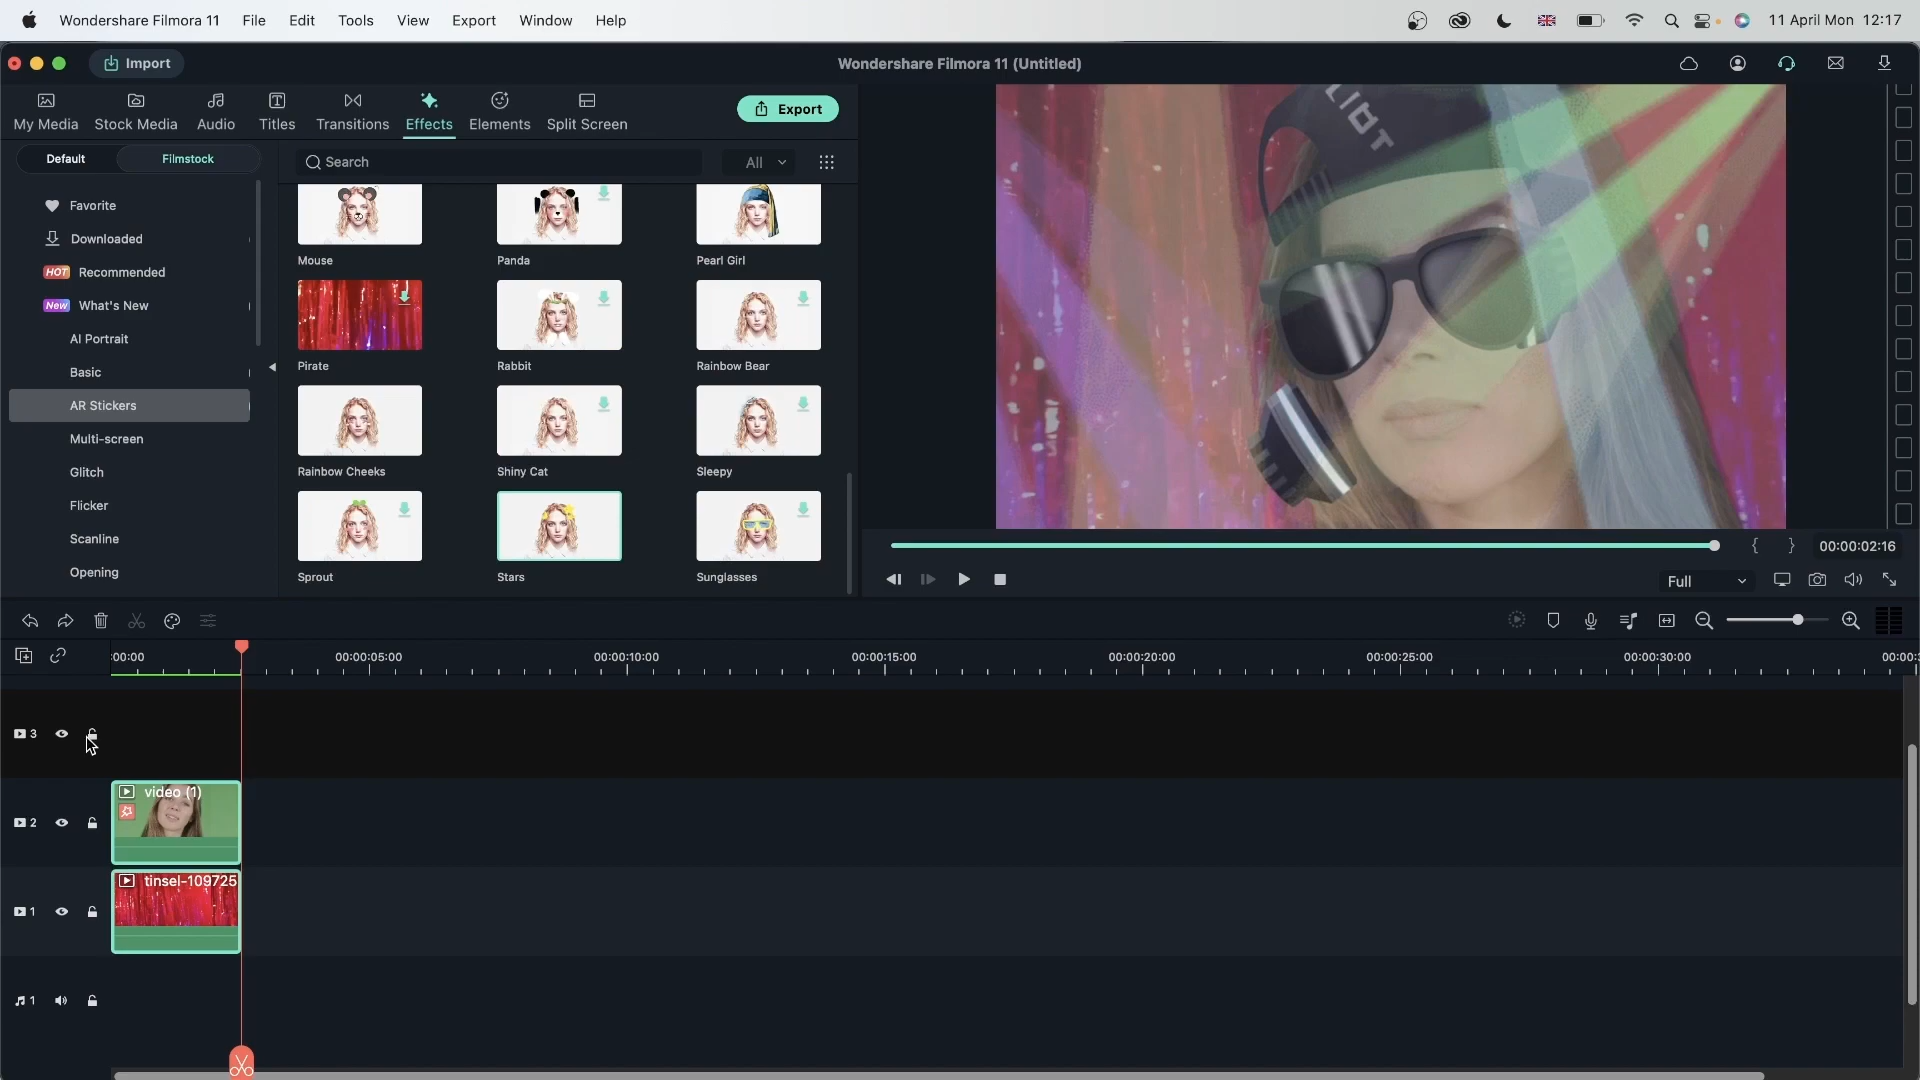 Wondershare Filmora 11 File Edit Tools View Export Window Help 11 April Mon 12:17
Import Wondershare Filmora 11 (Untitled)
My Media Stock Media Audio Titles Transitions Effects Elements Split Screen Export
Default Filmstock Search All
Favorite
Downloaded
HOT Recommended
New What's New
AI Portrait
Basic
AR Stickers
Multi-screen
Glitch
Flicker
Scanline
Opening
Mouse Panda Pearl Girl
Pirate Rabbit Rainbow Bear
Rainbow Cheeks Shiny Cat Sleepy
Sprout Stars Sunglasses
{ } 00:00:02:16
Full
:00:00 00:00:05:00 00:00:10:00 00:00:15:00 00:00:20:00 00:00:25:00 00:00:30:00 00:00:
3
2 video (1)
1 tinsel-109725
1